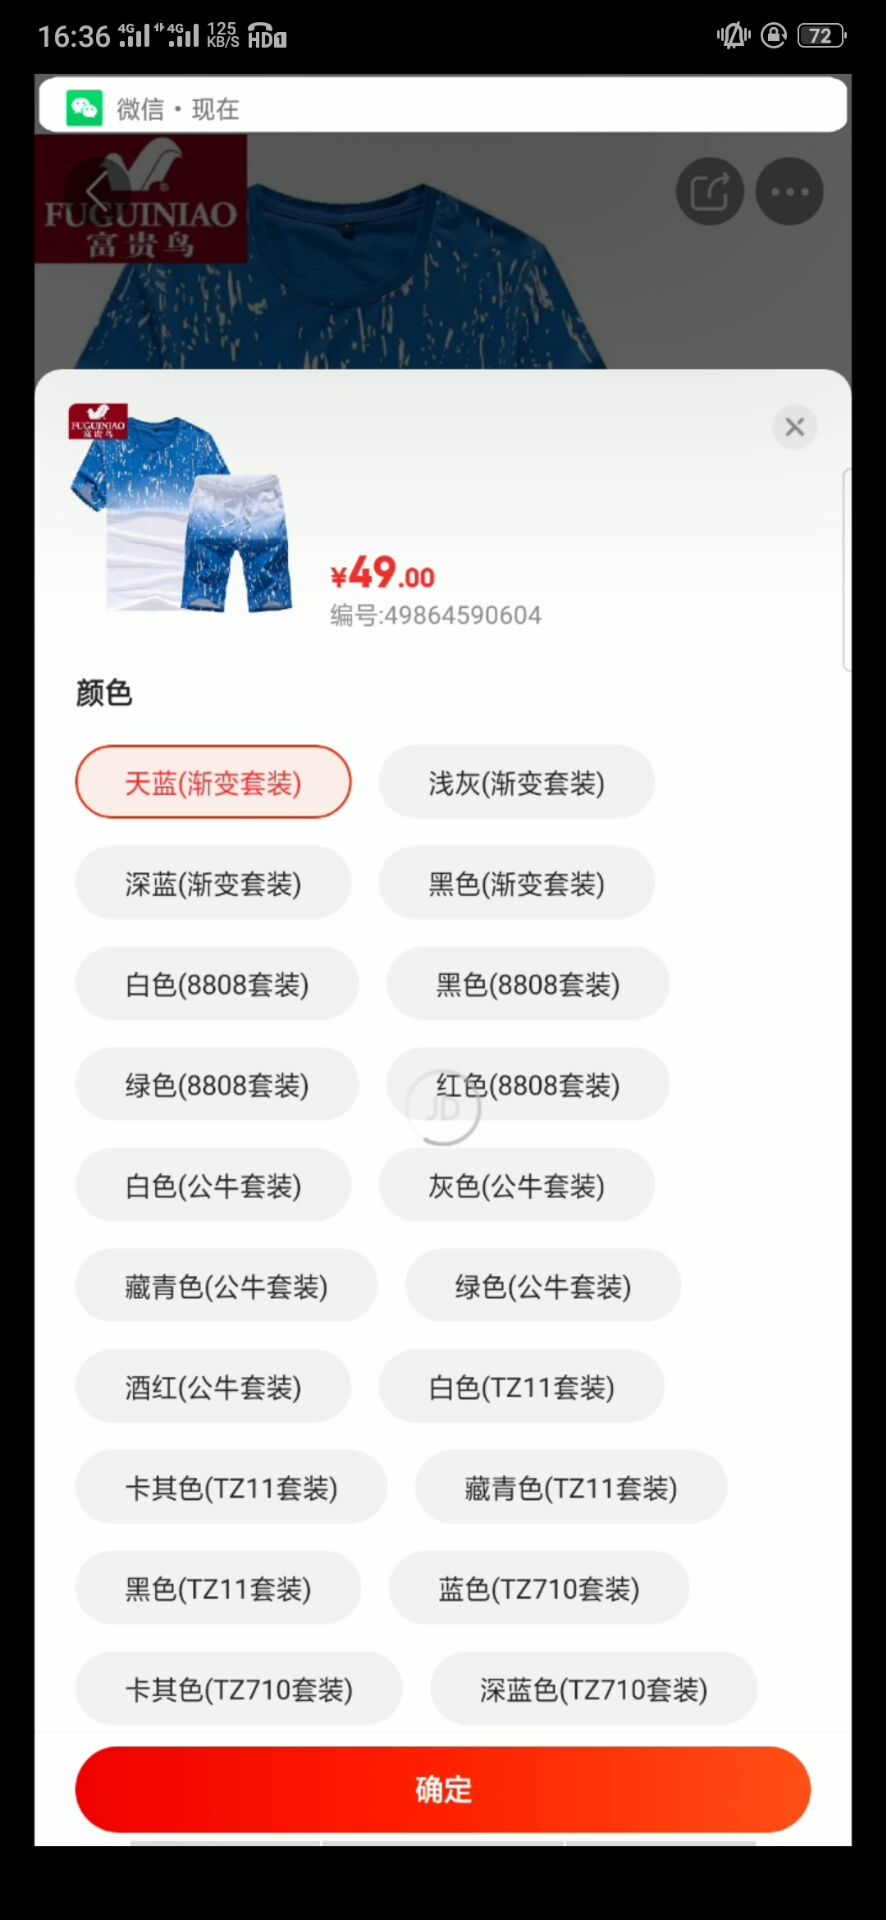 16:36 4G 4G 125 KB/S HD 72
微信・现在
FUGUINIAO
富贵鸟
FUGUINIAO
富贵鸟
¥49.00
编号:49864590604
颜色
天蓝(渐变套装) 浅灰(渐变套装)
深蓝(渐变套装) 黑色(渐变套装)
白色(8808套装) 黑色(8808套装)
绿色(8808套装) 红色(8808套装)
JD
白色(公牛套装) 灰色(公牛套装)
藏青色(公牛套装) 绿色(公牛套装)
酒红(公牛套装) 白色(TZ11套装)
卡其色(TZ11套装) 藏青色(TZ11套装)
黑色(TZ11套装) 蓝色(TZ710套装)
卡其色(TZ710套装) 深蓝色(TZ710套装)
确定